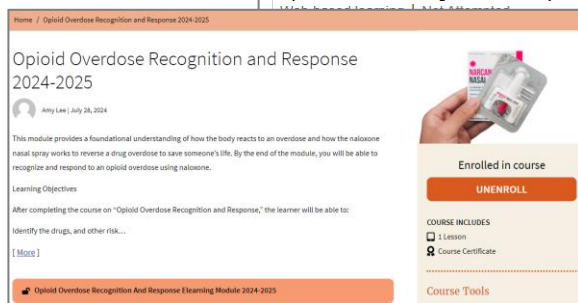 Web-based learning | Not Attempted
Home / Opioid Overdose Recognition and Response 2024-2025
Opioid Overdose Recognition and Response
2024-2025
Amy Lee | July 28, 2024
This module provides a foundational understanding of how the body reacts to an overdose and how the naloxone
nasal spray works to reverse a drug overdose to save someone's life. By the end of the module, you will be able to
recognize and respond to an opioid overdose using naloxone.
Learning Objectives
After completing the course on "Opioid Overdose Recognition and Response," the learner will be able to:
Identify the drugs, and other risk...
[ More ]
Opioid Overdose Recognition And Response Elearning Module 2024-2025
NARCAN
NASAL
Enrolled in course
UNENROLL
COURSE INCLUDES
1 Lesson
Course Certificate
Course Tools